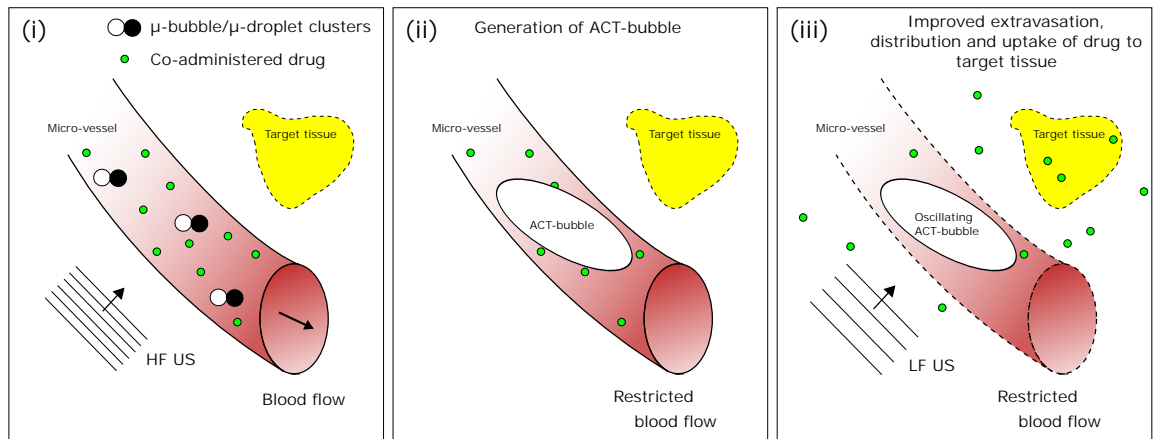 (i)
μ-bubble/μ-droplet clusters
Co-administered drug
Micro-vessel
Target tissue
HF US
Blood flow
(ii)
Generation of ACT-bubble
Micro-vessel
Target tissue
ACT-bubble
Restricted
blood flow
(iii)
Improved extravasation,
distribution and uptake of drug to
target tissue
Micro-vessel
Target tissue
Oscillating
ACT-bubble
LF US
Restricted
blood flow